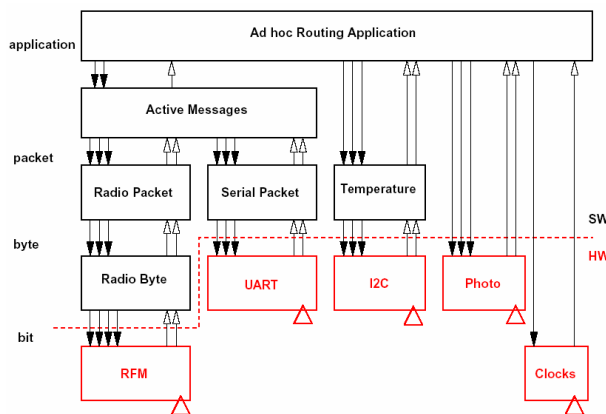 Ad hoc Routing Application
application
Active Messages
packet
Radio Packet
Serial Packet
Temperature
SW
byte
HW
Radio Byte
UART
I2C
Photo
bit
RFM
Clocks